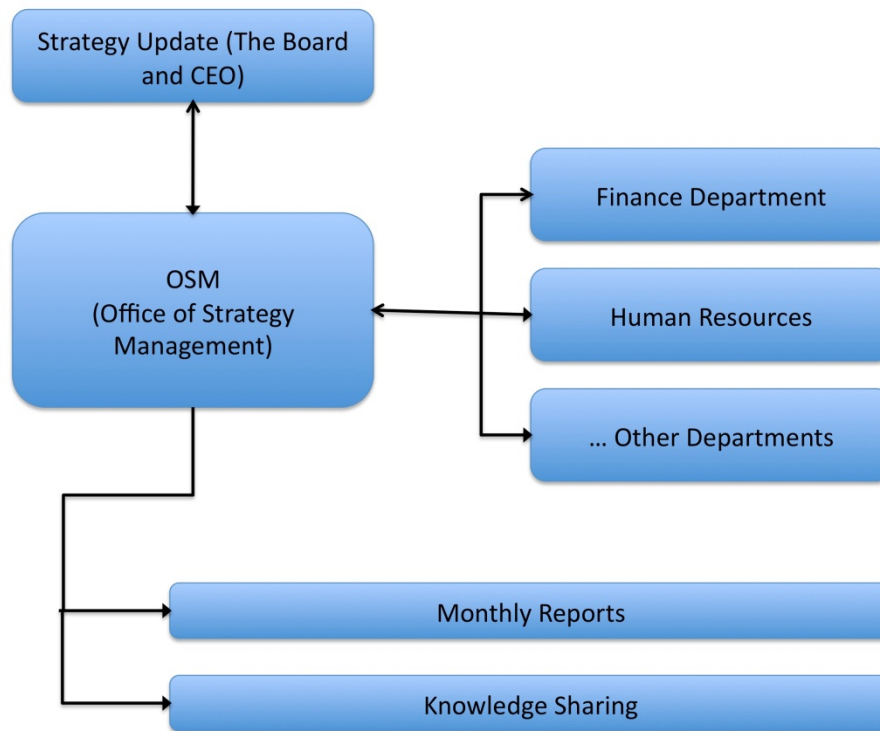 Strategy Update (The Board
and CEO)
OSM
(Office of Strategy
Management)
Finance Department
Human Resources
... Other Departments
Monthly Reports
Knowledge Sharing